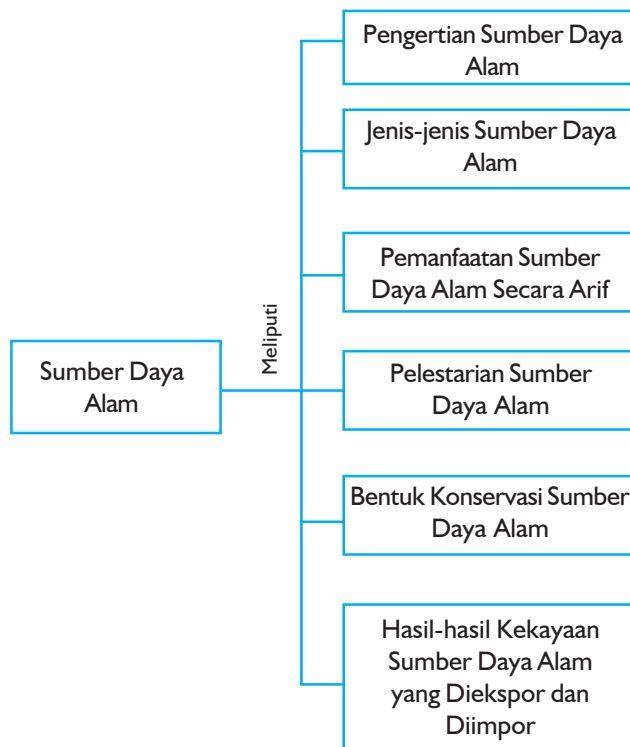 Sumber Daya
Alam
Meliputi
Pengertian Sumber Daya
Alam
Jenis-jenis Sumber Daya
Alam
Pemanfaatan Sumber
Daya Alam Secara Arif
Pelestarian Sumber
Daya Alam
Bentuk Konservasi Sumber
Daya Alam
Hasil-hasil Kekayaan
Sumber Daya Alam
yang Diekspor dan
Diimpor